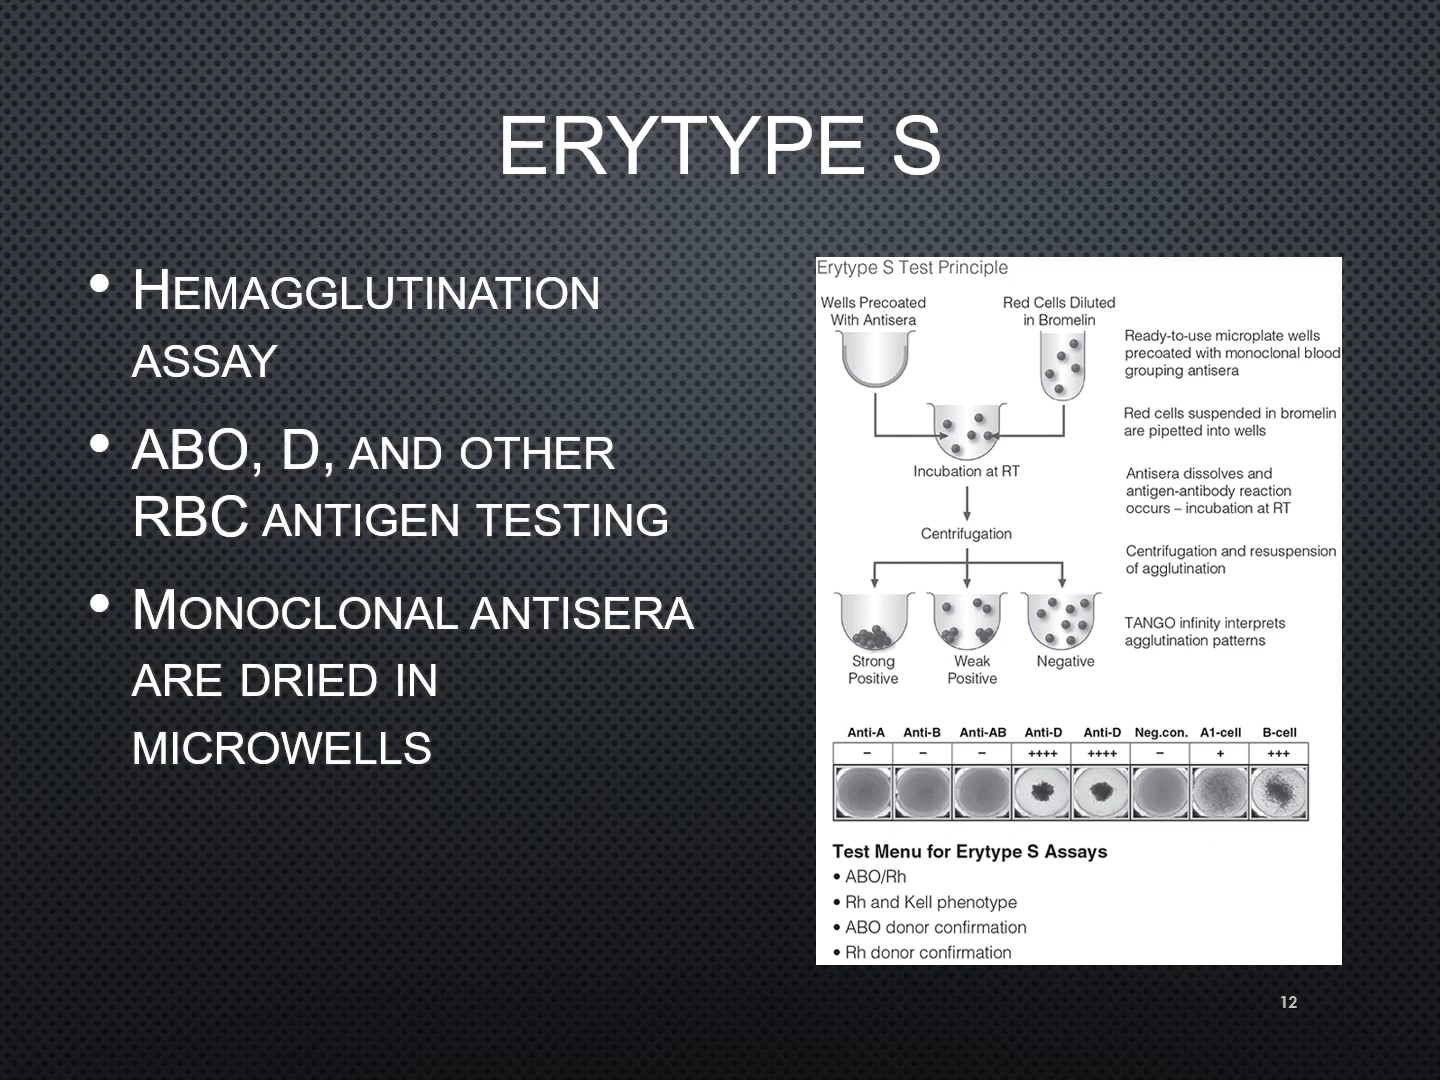 ERYTYPE S
• HEMAGGLUTINATION
ASSAY
• ABO, D, AND OTHER
RBC ANTIGEN TESTING
• MONOCLONAL ANTISERA
ARE DRIED IN
MICROWELLS
Erytype S Test Principle
Wells Precoated
With Antisera
Red Cells Diluted
in Bromelin
Ready-to-use microplate wells
precoated with monoclonal blood
grouping antisera
Red cells suspended in bromelin
are pipetted into wells
Incubation at RT
Antisera dissolves and
antigen-antibody reaction
occurs – incubation at RT
Centrifugation
Centrifugation and resuspension
of agglutination
TANGO infinity interprets
agglutination patterns
Strong
Positive
Weak
Positive
Negative
Anti-A Anti-B Anti-AB Anti-D Anti-D Neg.con. A1-cell B-cell
– – – ++++ ++++ – + +++
Test Menu for Erytype S Assays
• ABO/Rh
• Rh and Kell phenotype
• ABO donor confirmation
• Rh donor confirmation
12